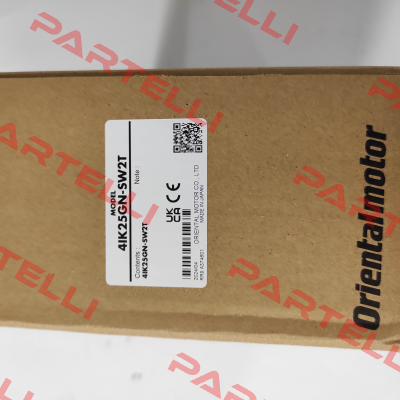 MODEL
4IK25GN-SW2T
Note :
Contents :
4IK25GN-SW2T
UK
CA
CE
ORIENTAL MOTOR CO., LTD
MADE IN JAPAN
Orientalmotor
PARTELLI
PARTELLI
PARTELLI
PARTELLI
PARTELLI